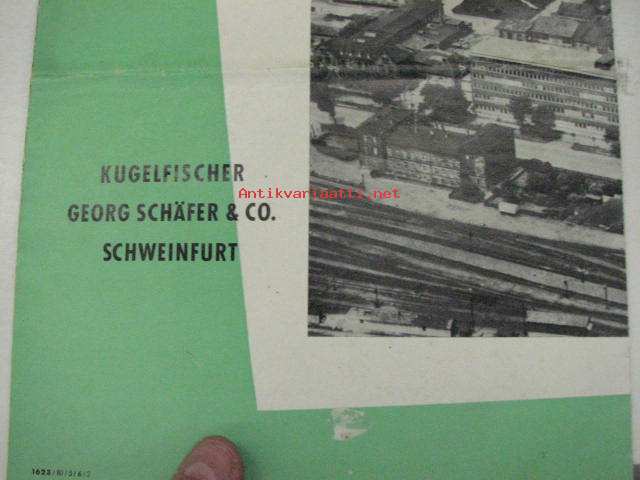 KUGELFISCHER
GEORG SCHÄFER & CO.
SCHWEINFURT
Antikvariaatti.net